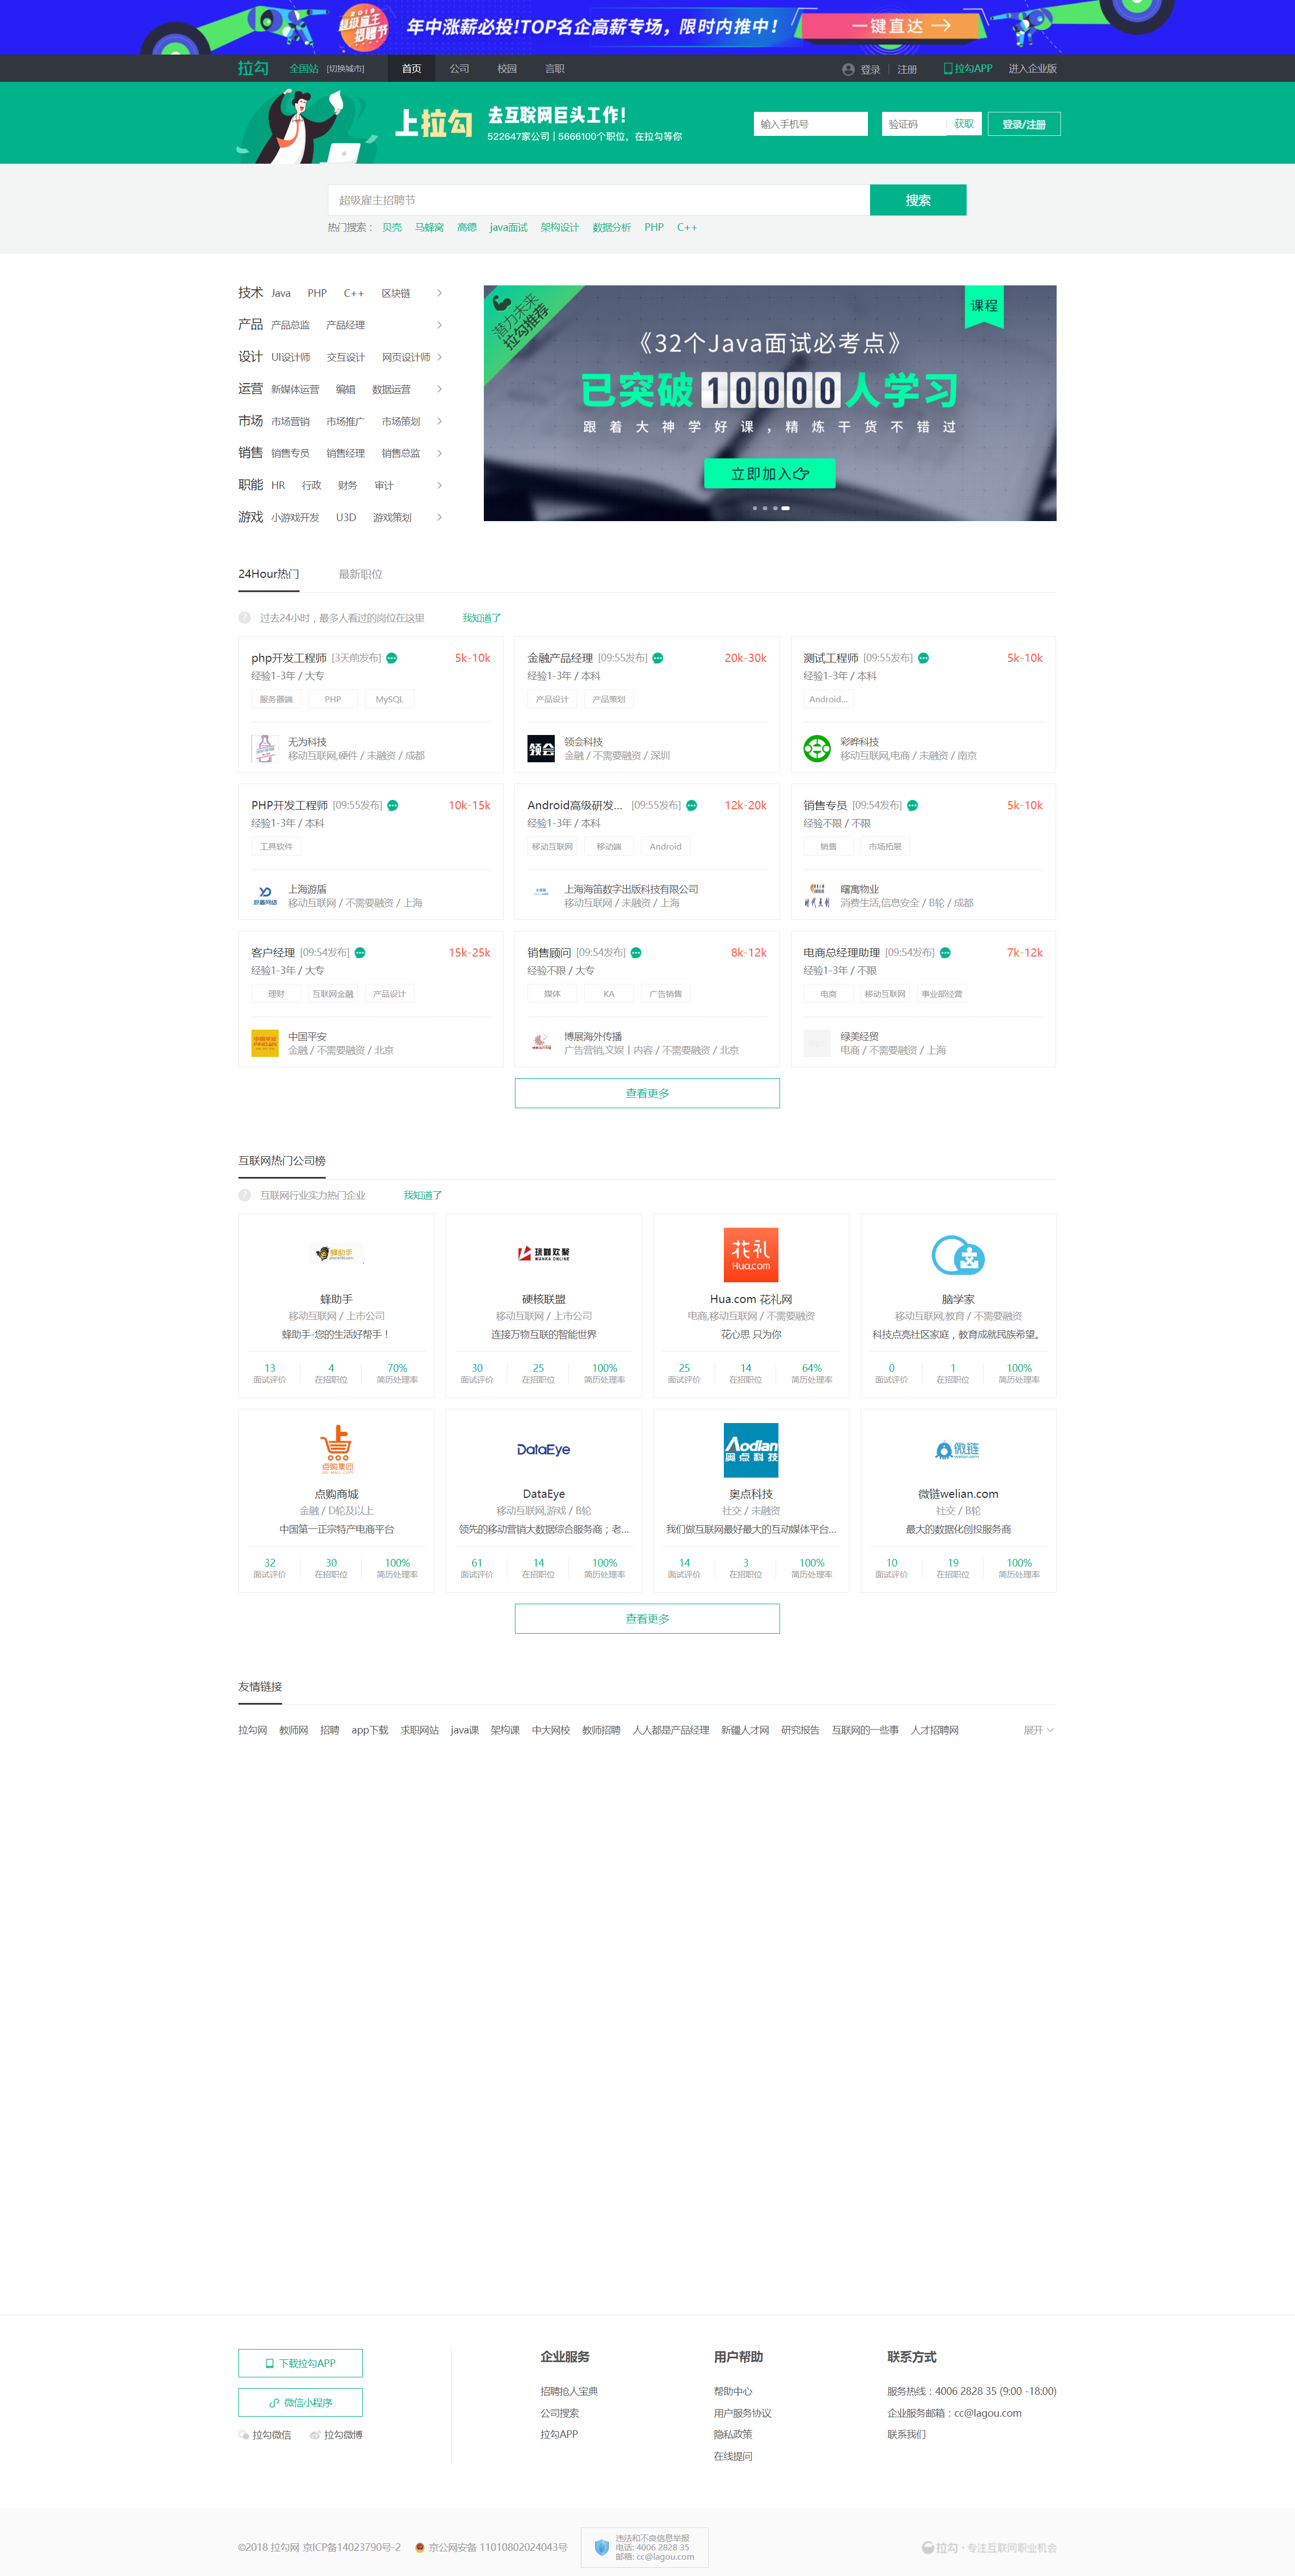 2019
超级雇主
招聘节
年中涨薪必投!TOP名企高薪专场，限时内推中!
一键直达 →
拉勾 全国站 [切换城市] 首页 公司 校园 言职 登录 注册 拉勾APP 进入企业版
上拉勾
去互联网巨头工作!
522647家公司 | 5666100个职位，在拉勾等你
输入手机号 验证码 获取 登录/注册
超级雇主招聘节 搜索
热门搜索： 贝壳 马蜂窝 高德 java面试 架构设计 数据分析 PHP C++
技术 Java PHP C++ 区块链
产品 产品总监 产品经理
设计 UI设计师 交互设计 网页设计师
运营 新媒体运营 编辑 数据运营
市场 市场营销 市场推广 市场策划
销售 销售专员 销售经理 销售总监
职能 HR 行政 财务 审计
游戏 小游戏开发 U3D 游戏策划
潜力未来
拉勾推荐
课程
《32个Java面试必考点》
已突破10000人学习
跟着大神学好课，精炼干货不错过
立即加入
24Hour热门 最新职位
过去24小时，最多人看过的岗位在这里 我知道了
php开发工程师 [3天前发布] 5k-10k
经验1-3年 / 大专
服务器端 PHP MySQL
无为科技
移动互联网,硬件 / 未融资 / 成都
金融产品经理 [09:55发布] 20k-30k
经验1-3年 / 本科
产品设计 产品策划
领会
领会科技
金融 / 不需要融资 / 深圳
测试工程师 [09:55发布] 5k-10k
经验1-3年 / 本科
Android...
彩晔科技
移动互联网,电商 / 未融资 / 南京
PHP开发工程师 [09:55发布] 10k-15k
经验1-3年 / 本科
工具软件
上海游盾
移动互联网 / 不需要融资 / 上海
Android高级研发... [09:55发布] 12k-20k
经验1-3年 / 本科
移动互联网 移动端 Android
上海海笛数字出版科技有限公司
移动互联网 / 未融资 / 上海
销售专员 [09:54发布] 5k-10k
经验不限 / 不限
销售 市场拓展
曙寓物业
消费生活,信息安全 / B轮 / 成都
客户经理 [09:54发布] 15k-25k
经验1-3年 / 大专
理财 互联网金融 产品设计
中国平安
金融 / 不需要融资 / 北京
销售顾问 [09:54发布] 8k-12k
经验不限 / 大专
媒体 KA 广告销售
博展海外传播
广告营销,文娱丨内容 / 不需要融资 / 北京
电商总经理助理 [09:54发布] 7k-12k
经验1-3年 / 不限
电商 移动互联网 事业部经营
绿美经贸
电商 / 不需要融资 / 上海
查看更多
互联网热门公司榜
互联网行业实力热门企业 我知道了
蜂助手
蜂助手
移动互联网 / 上市公司
蜂助手-您的生活好帮手！
13 4 70%
面试评价 在招职位 简历处理率
玩咖欢聚
WANKA ONLINE
硬核联盟
移动互联网 / 上市公司
连接万物互联的智能世界
30 25 100%
面试评价 在招职位 简历处理率
花礼
Hua.com
Hua.com 花礼网
电商,移动互联网 / 不需要融资
花心思 只为你
25 14 64%
面试评价 在招职位 简历处理率
脑学家
移动互联网,教育 / 不需要融资
科技点亮社区家庭，教育成就民族希望。
0 1 100%
面试评价 在招职位 简历处理率
点购集团
点购商城
金融 / D轮及以上
中国第一正宗特产电商平台
32 30 100%
面试评价 在招职位 简历处理率
DataEye
DataEye
移动互联网,游戏 / B轮
领先的移动营销大数据综合服务商；老...
61 14 100%
面试评价 在招职位 简历处理率
Aodian
奥点科技
奥点科技
社交 / 未融资
我们做互联网最好最大的互动媒体平台...
14 3 100%
面试评价 在招职位 简历处理率
微链
welian.com
微链welian.com
社交 / B轮
最大的数据化创投服务商
10 19 100%
面试评价 在招职位 简历处理率
查看更多
友情链接
拉勾网 教师网 招聘 app下载 求职网站 java课 架构课 中大网校 教师招聘 人人都是产品经理 新疆人才网 研究报告 互联网的一些事 人才招聘网 展开
下载拉勾APP
微信小程序
拉勾微信 拉勾微博
企业服务
招聘抢人宝典
公司搜索
拉勾APP
用户帮助
帮助中心
用户服务协议
隐私政策
在线提问
联系方式
服务热线：4006 2828 35 (9:00 -18:00)
企业服务邮箱：cc@lagou.com
联系我们
©2018 拉勾网 京ICP备14023790号-2 京公网安备 11010802024043号
违法和不良信息举报
电话: 4006 2828 35
邮箱: cc@lagou.com
拉勾·专注互联网职业机会